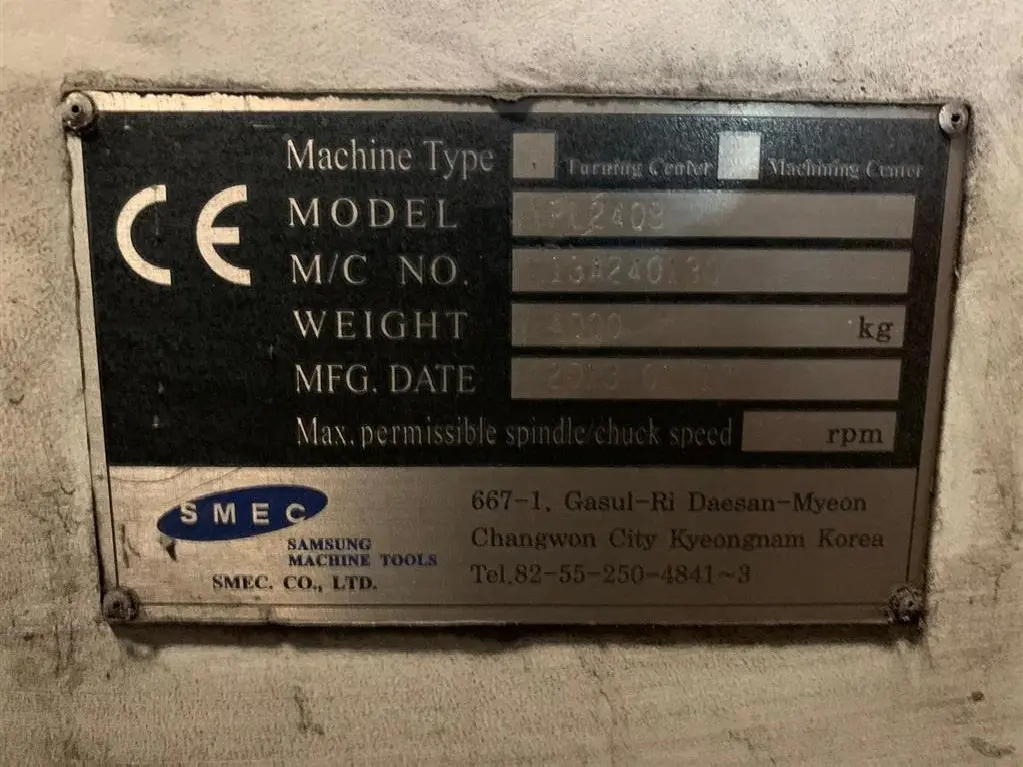 CE
Machine Type Turning Center Machining Center
MODEL
M/C NO.
WEIGHT kg
MFG. DATE
Max. permissible spindle/chuck speed rpm
SMEC
SAMSUNG
MACHINE TOOLS
SMEC. CO., LTD.
667-1, Gasul-Ri Daesan-Myeon
Changwon City Kyeongnam Korea
Tel.82-55-250-4841~3